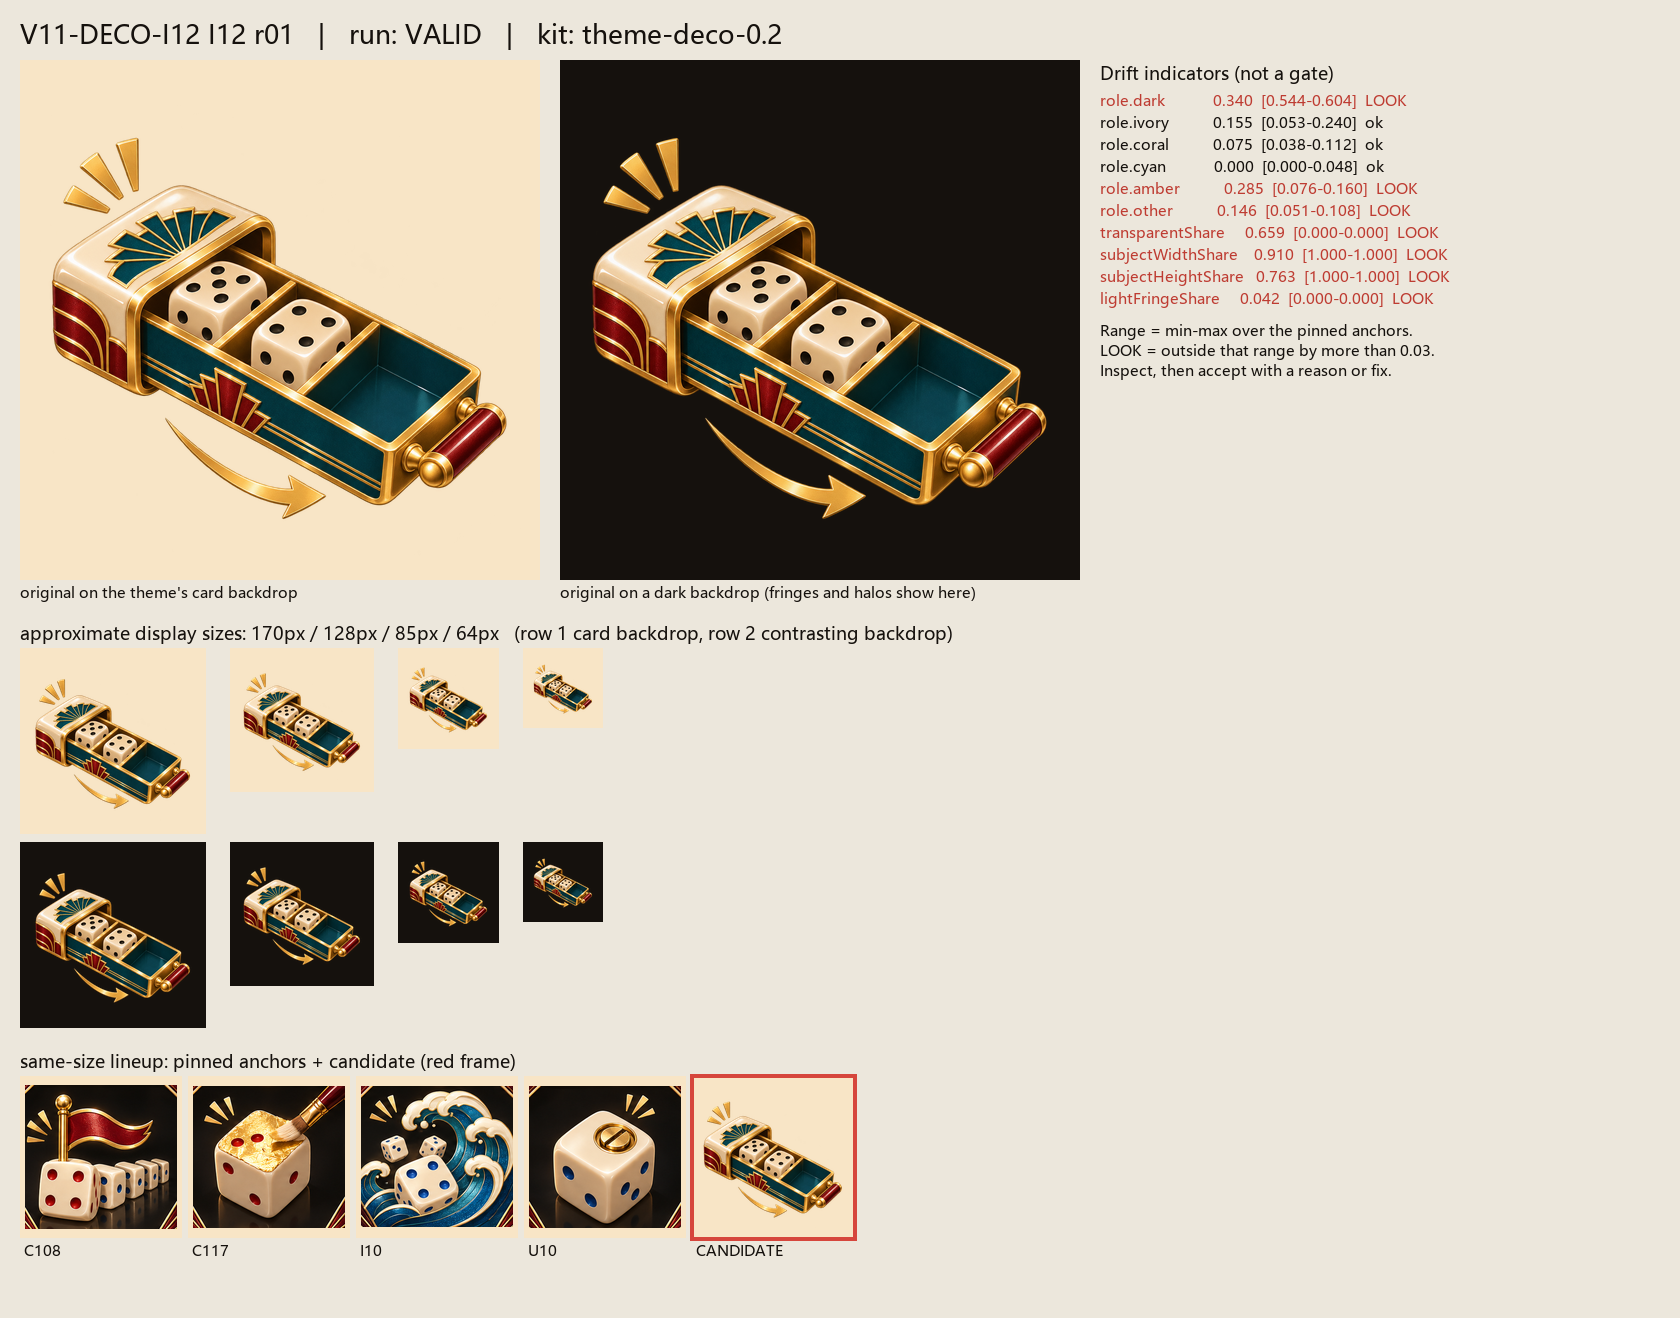 V11-DECO-I12 I12 r01 | run: VALID | kit: theme-deco-0.2
Drift indicators (not a gate)
role.dark 0.340 [0.544-0.604] LOOK
role.ivory 0.155 [0.053-0.240] ok
role.coral 0.075 [0.038-0.112] ok
role.cyan 0.000 [0.000-0.048] ok
role.amber 0.285 [0.076-0.160] LOOK
role.other 0.146 [0.051-0.108] LOOK
transparentShare 0.659 [0.000-0.000] LOOK
subjectWidthShare 0.910 [1.000-1.000] LOOK
subjectHeightShare 0.763 [1.000-1.000] LOOK
lightFringeShare 0.042 [0.000-0.000] LOOK
Range = min-max over the pinned anchors.
LOOK = outside that range by more than 0.03.
Inspect, then accept with a reason or fix.
original on the theme's card backdrop
original on a dark backdrop (fringes and halos show here)
approximate display sizes: 170px / 128px / 85px / 64px (row 1 card backdrop, row 2 contrasting backdrop)
same-size lineup: pinned anchors + candidate (red frame)
C108
C117
I10
U10
CANDIDATE